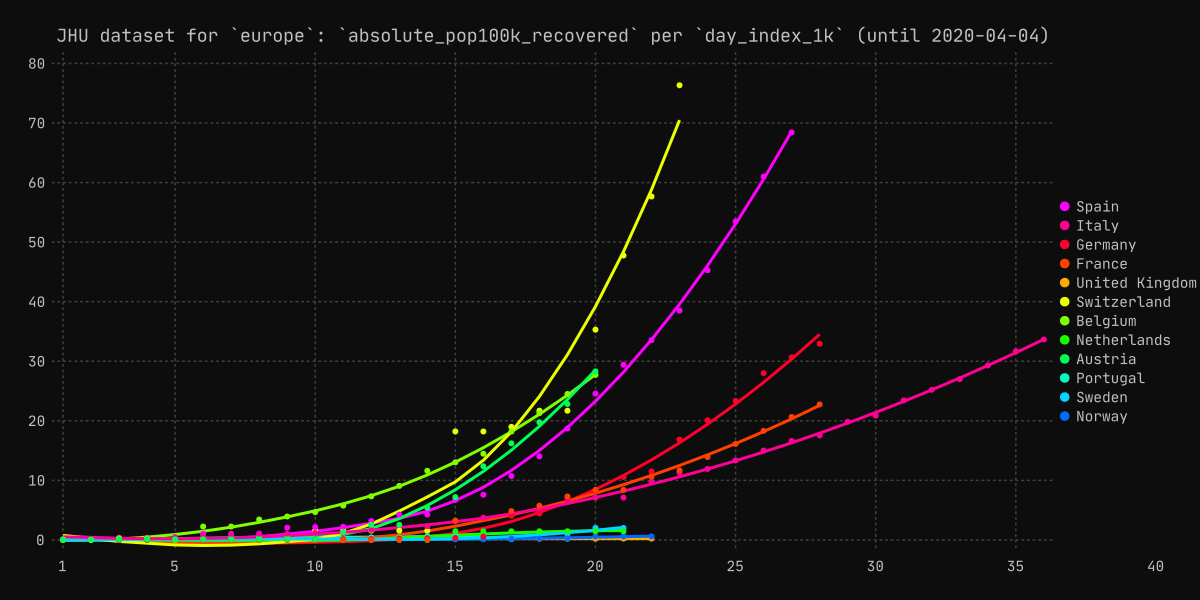 JHU dataset for `europe`: `absolute_pop100k_recovered` per `day_index_1k` (until 2020-04-04)
80
70
60
50
40
30
20
10
0
1 5 10 15 20 25 30 35 40
Spain
Italy
Germany
France
United Kingdom
Switzerland
Belgium
Netherlands
Austria
Portugal
Sweden
Norway